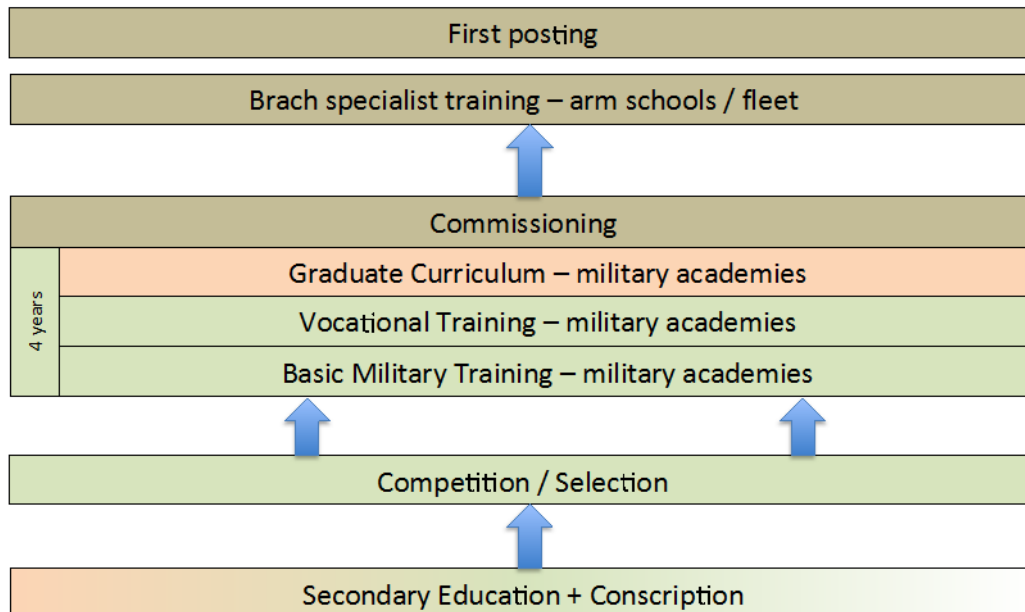 First posting
Brach specialist training – arm schools / fleet
Commissioning
Graduate Curriculum – military academies
4 years
Vocational Training – military academies
Basic Military Training – military academies
Competition / Selection
Secondary Education + Conscription